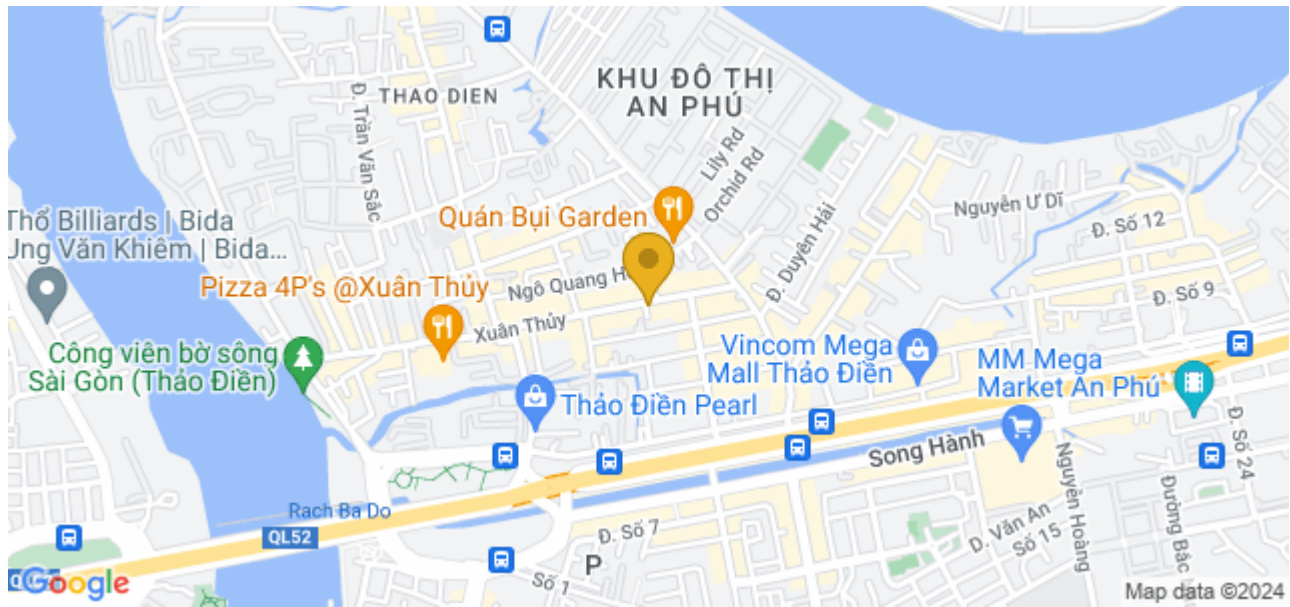 KHU ĐÔ THỊ
AN PHÚ
THAO DIEN
Đ. Trần Văn Sắc
Lily Rd
Orchid Rd
Nguyễn Ư Dĩ
Đ. Số 12
Thổ Billiards | Bida
Ung Văn Khiêm | Bida...
Quán Bụi Garden
Đ. Duyên Hải
Ngô Quang H
Pizza 4P's @Xuân Thủy
Đ. Số 9
Xuân Thủy
Công viên bờ sông
Sài Gòn (Thảo Điền)
Vincom Mega
Mall Thảo Điền
MM Mega
Market An Phú
Thảo Điền Pearl
Song Hành
Đ. Số 24
Nguyễn Hoàng
Đường Bắc
Rach Ba Do
QL52
Đ. Số 7
Đ. Văn An
Số 15
Số 1
P
Google
Map data ©2024